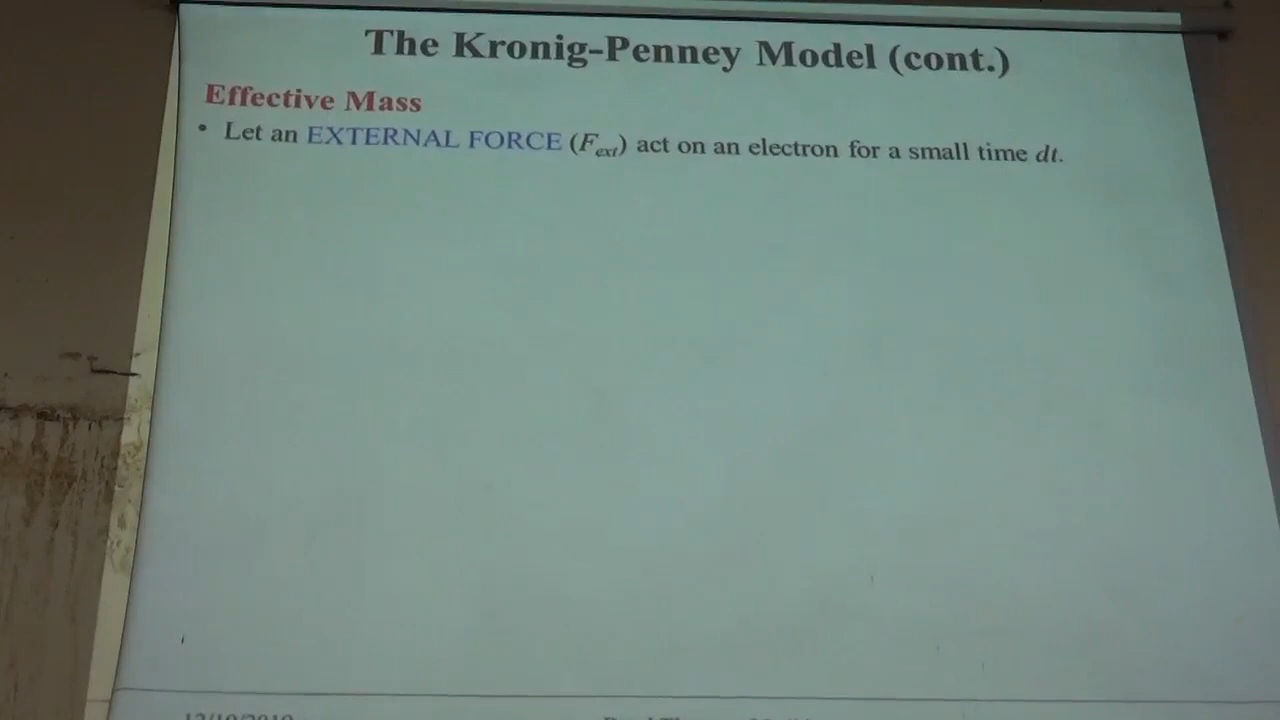 The Kronig-Penney Model (cont.)
Effective Mass
• Let an EXTERNAL FORCE (Fext) act on an electron for a small time dt.